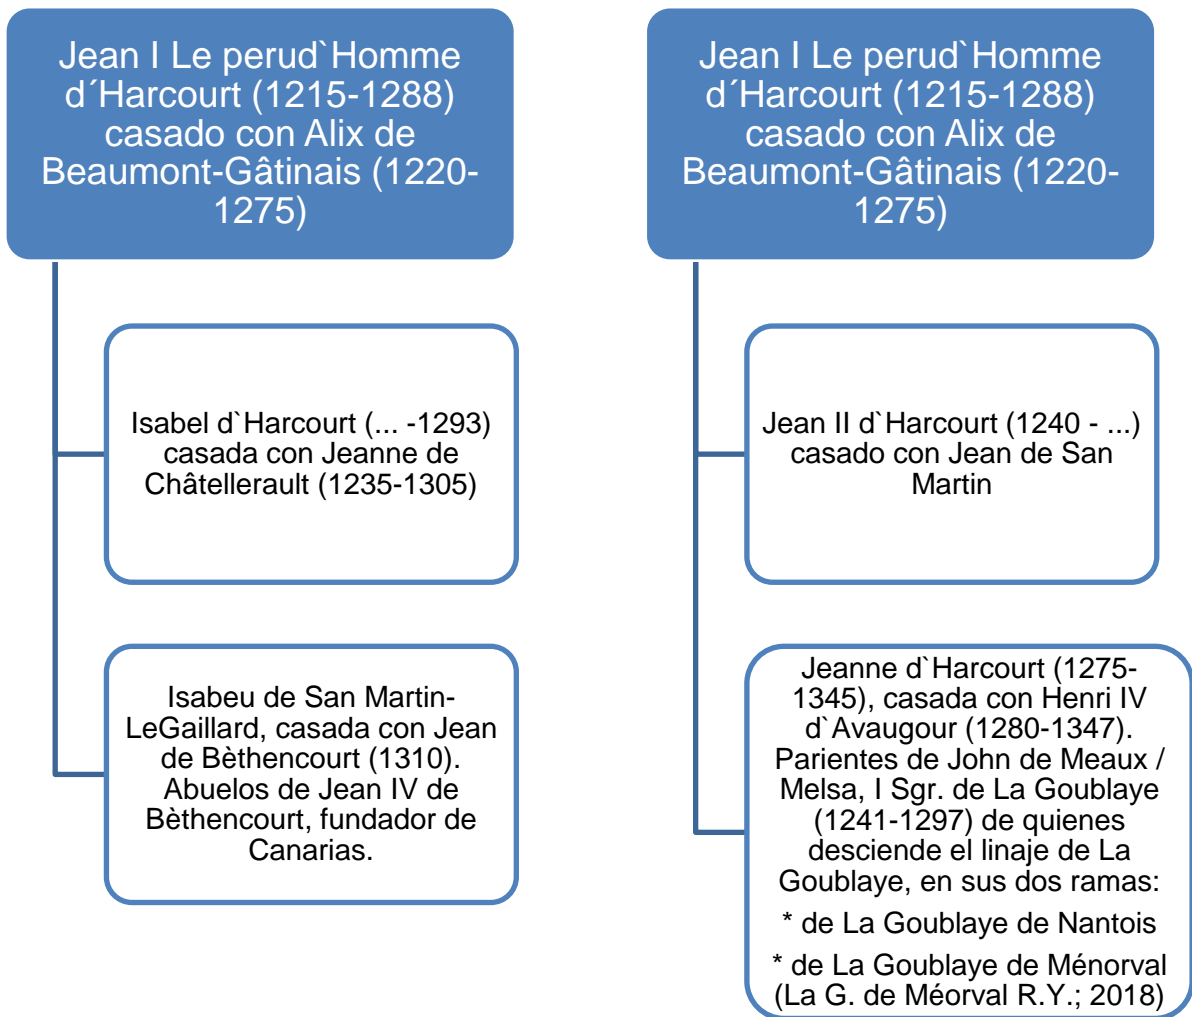 Jean I Le perud`Homme
d´Harcourt (1215-1288)
casado con Alix de
Beaumont-Gâtinais (1220-
1275)
Isabel d`Harcourt (... -1293)
casada con Jeanne de
Châtellerault (1235-1305)
Isabeu de San Martin-
LeGaillard, casada con Jean
de Bèthencourt (1310).
Abuelos de Jean IV de
Bèthencourt, fundador de
Canarias.
Jean I Le perud`Homme
d´Harcourt (1215-1288)
casado con Alix de
Beaumont-Gâtinais (1220-
1275)
Jean II d`Harcourt (1240 - ...)
casado con Jean de San
Martin
Jeanne d`Harcourt (1275-
1345), casada con Henri IV
d`Avaugour (1280-1347).
Parientes de John de Meaux /
Melsa, I Sgr. de La Goublaye
(1241-1297) de quienes
desciende el linaje de La
Goublaye, en sus dos ramas:
* de La Goublaye de Nantois
* de La Goublaye de Ménorval
(La G. de Méorval R.Y.; 2018)